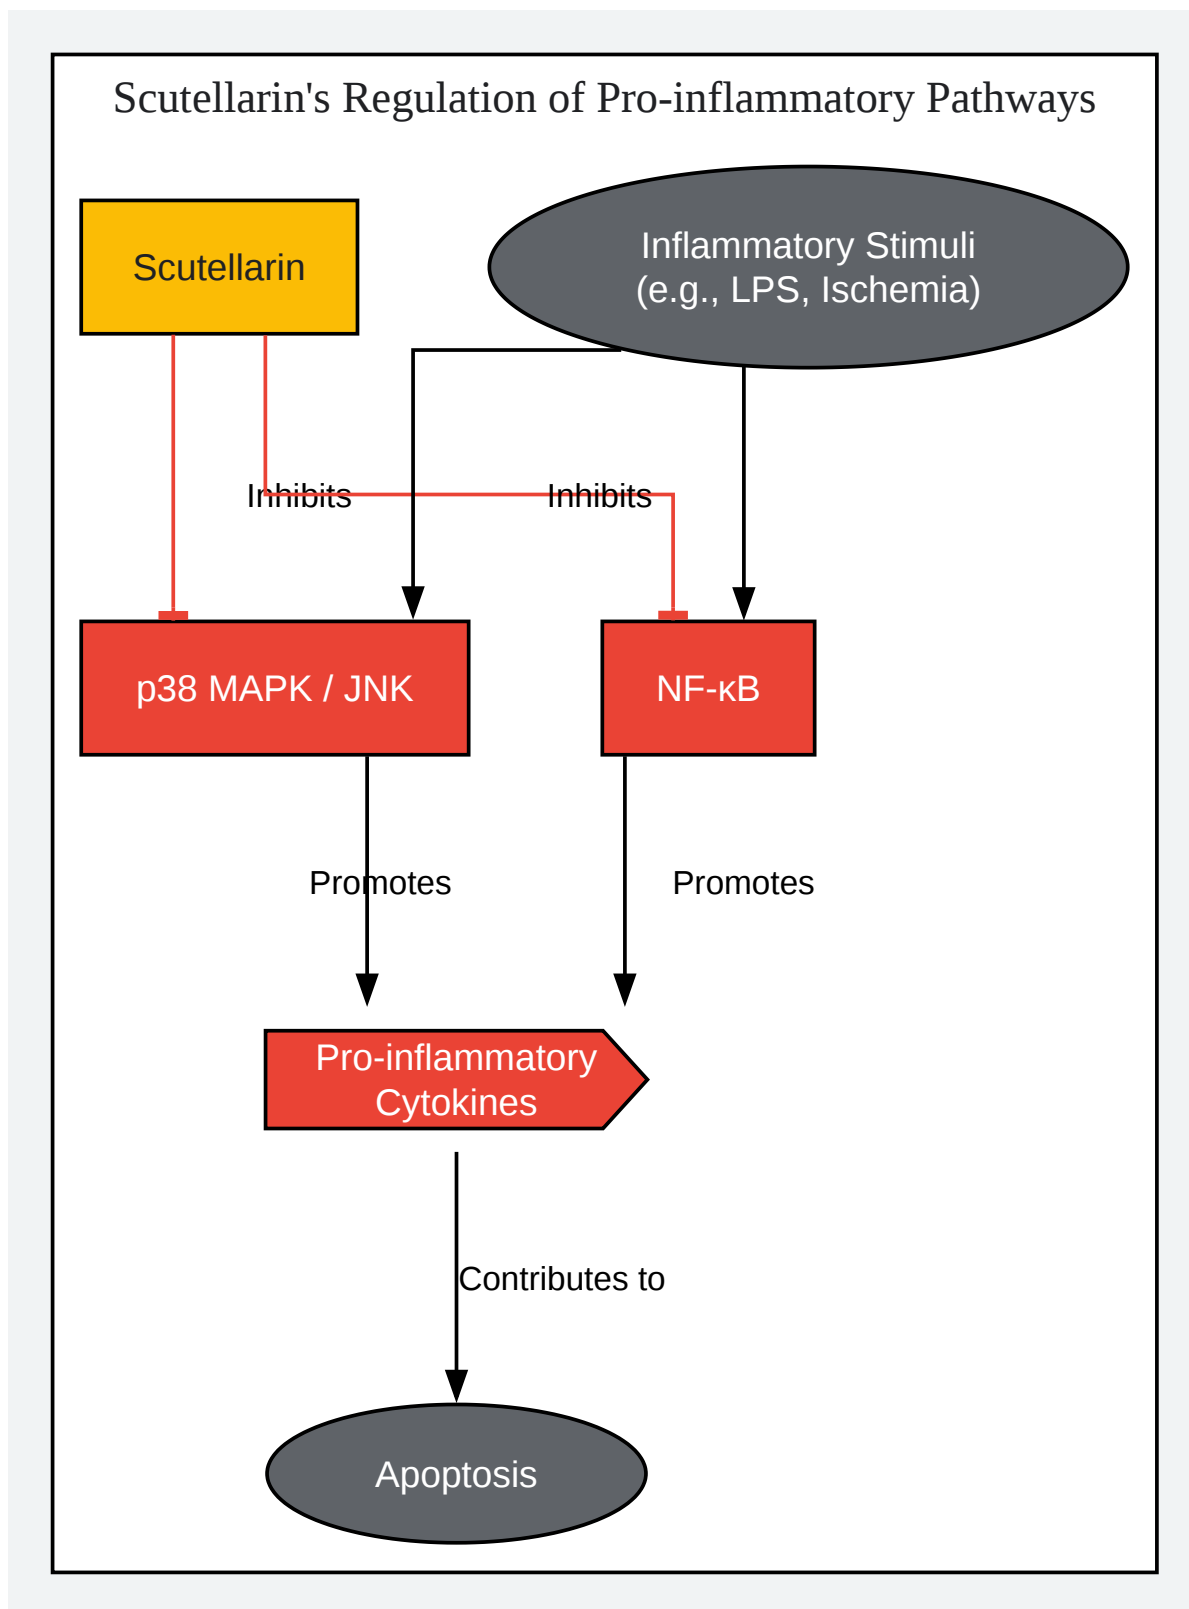 Scutellarin's Regulation of Pro-inflammatory Pathways
Scutellarin
Inflammatory Stimuli
(e.g., LPS, Ischemia)
Inhibits
Inhibits
p38 MAPK / JNK
NF-κB
Promotes
Promotes
Pro-inflammatory
Cytokines
Contributes to
Apoptosis